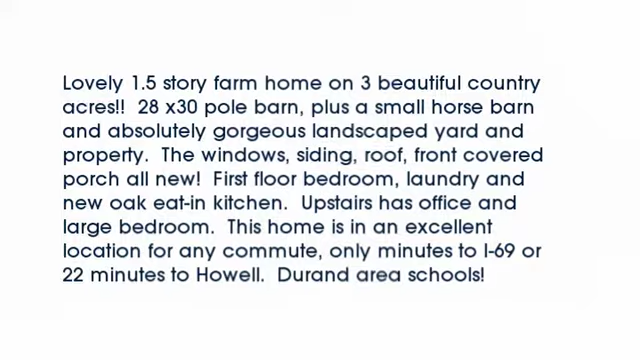 Lovely 1.5 story farm home on 3 beautiful country
acres!!  28 x30 pole barn, plus a small horse barn
and absolutely gorgeous landscaped yard and
property.  The windows, siding, roof, front covered
porch all new!  First floor bedroom, laundry and
new oak eat-in kitchen.  Upstairs has office and
large bedroom.  This home is in an excellent
location for any commute, only minutes to I-69 or
22 minutes to Howell.  Durand area schools!